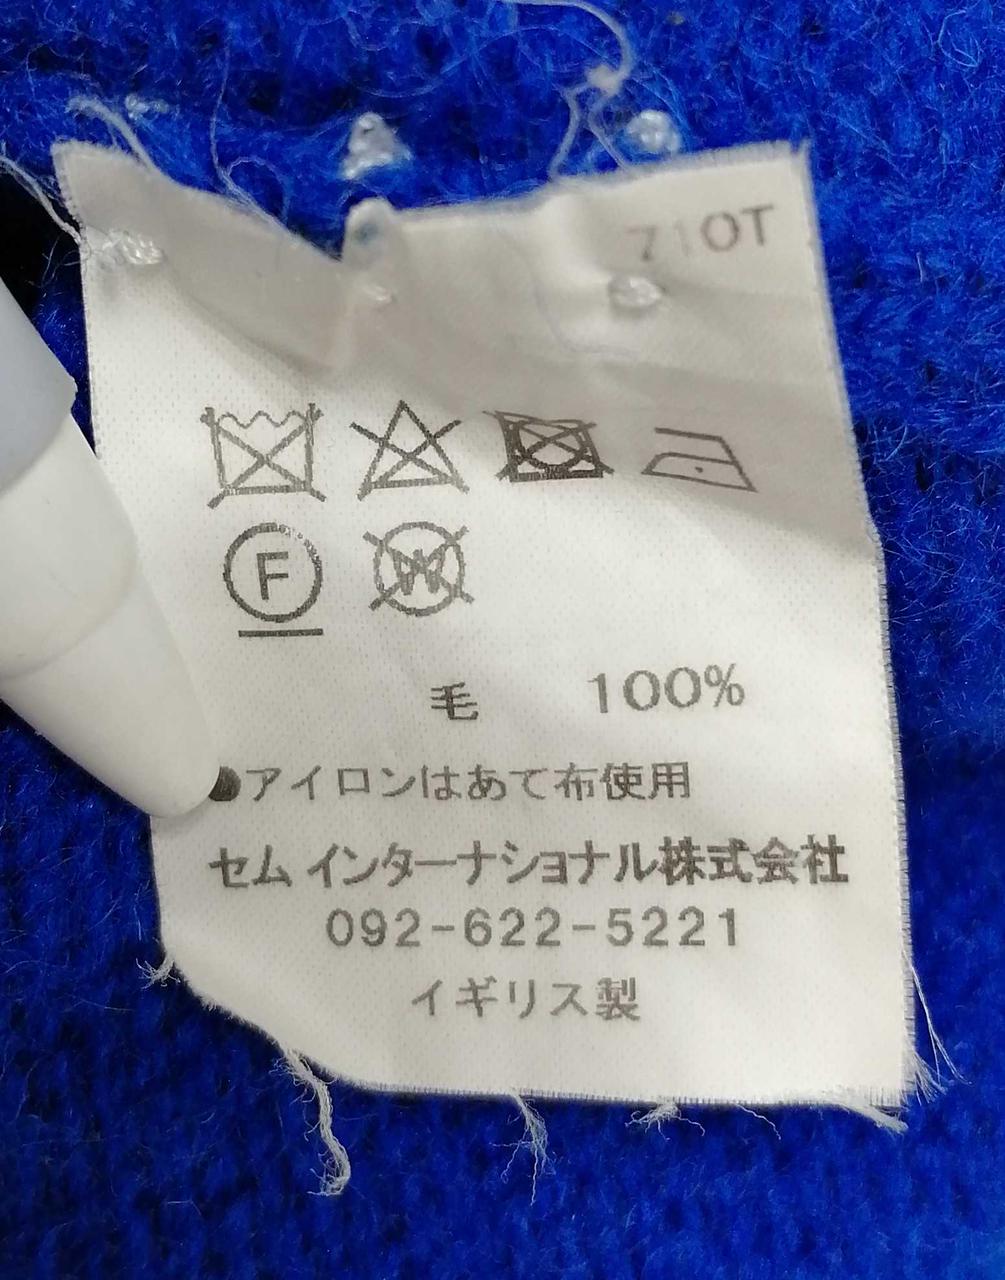 710T
F W
毛 100%
●アイロンはあて布使用
セム インターナショナル株式会社
092-622-5221
イギリス製